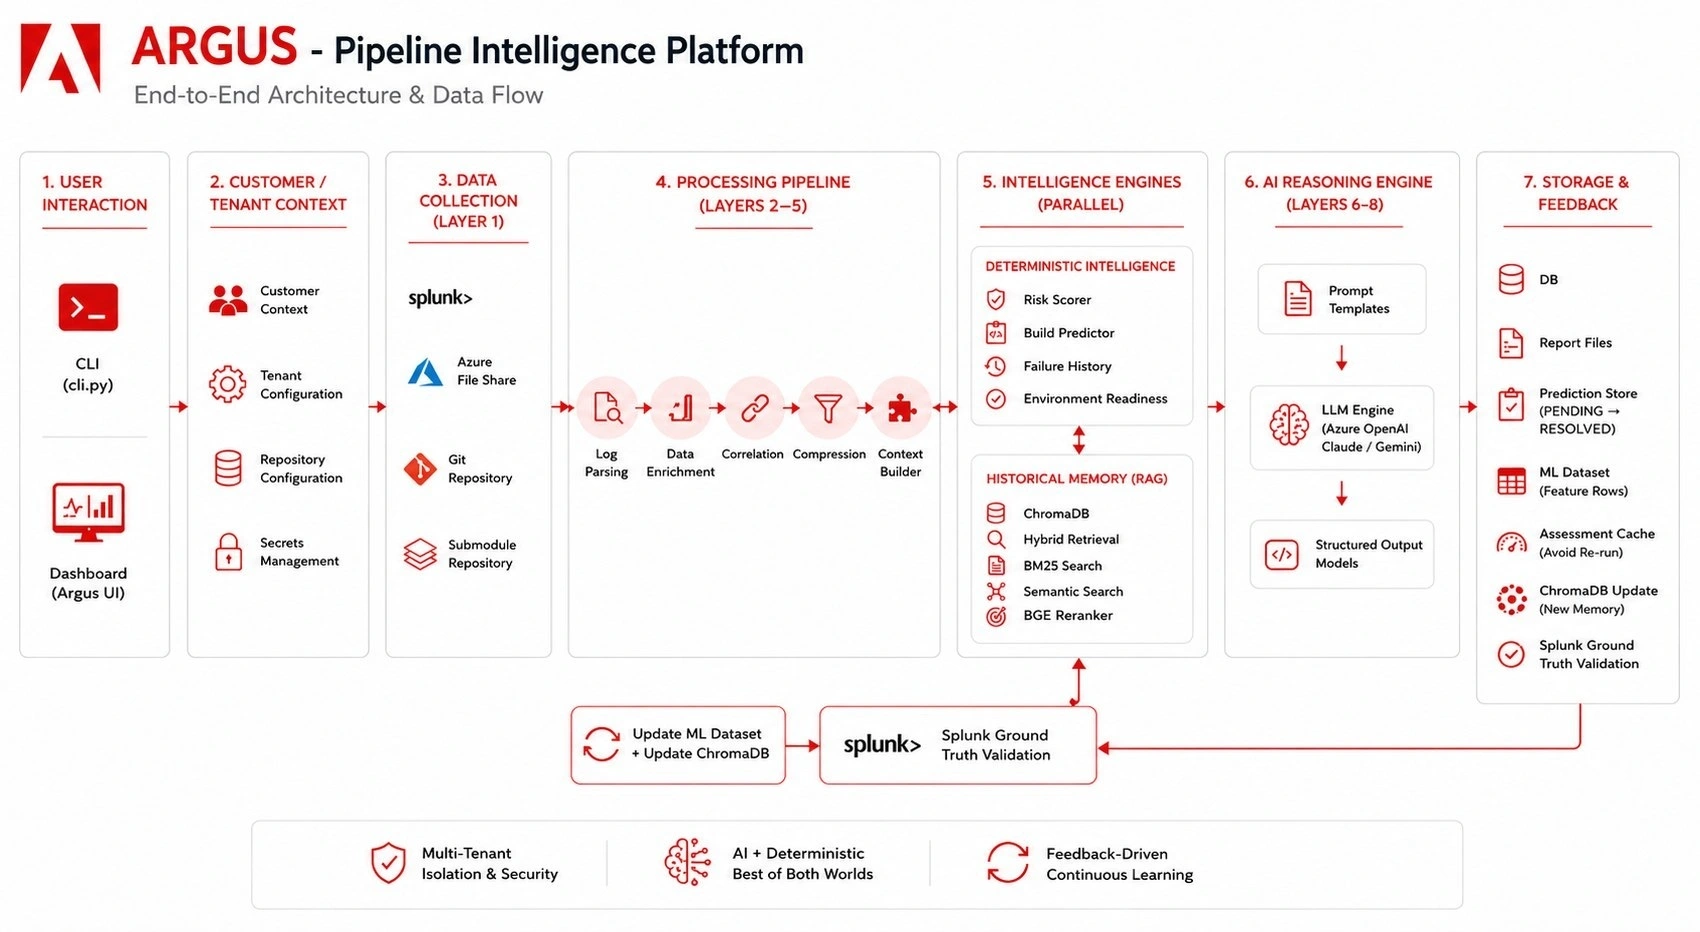 ARGUS - Pipeline Intelligence Platform
End-to-End Architecture & Data Flow
1. USER
INTERACTION
CLI
(cli.py)
Dashboard
(Argus UI)
2. CUSTOMER /
TENANT CONTEXT
Customer
Context
Tenant
Configuration
Repository
Configuration
Secrets
Management
3. DATA
COLLECTION
(LAYER 1)
splunk>
Azure
File Share
Git
Repository
Submodule
Repository
4. PROCESSING PIPELINE
(LAYERS 2–5)
Log
Parsing
Data
Enrichment
Correlation
Compression
Context
Builder
5. INTELLIGENCE ENGINES
(PARALLEL)
DETERMINISTIC INTELLIGENCE
Risk Scorer
Build Predictor
Failure History
Environment Readiness
HISTORICAL MEMORY (RAG)
ChromaDB
Hybrid Retrieval
BM25 Search
Semantic Search
BGE Reranker
6. AI REASONING ENGINE
(LAYERS 6–8)
Prompt
Templates
LLM Engine
(Azure OpenAI
Claude / Gemini)
Structured Output
Models
7. STORAGE &
FEEDBACK
DB
Report Files
Prediction Store
(PENDING →
RESOLVED)
ML Dataset
(Feature Rows)
Assessment Cache
(Avoid Re-run)
ChromaDB Update
(New Memory)
Splunk Ground
Truth Validation
Update ML Dataset
+ Update ChromaDB
splunk>
Splunk Ground
Truth Validation
Multi-Tenant
Isolation & Security
AI + Deterministic
Best of Both Worlds
Feedback-Driven
Continuous Learning